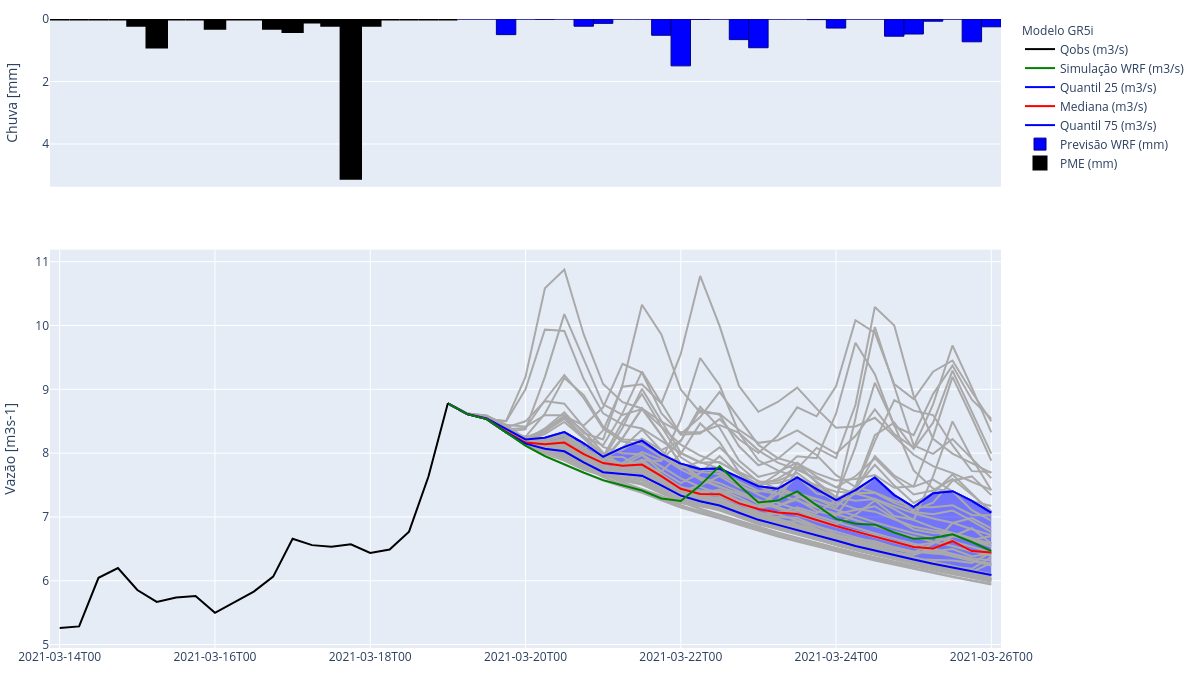 0
2
4
Chuva [mm]
Modelo GR5i
Qobs (m3/s)
Simulação WRF (m3/s)
Quantil 25 (m3/s)
Mediana (m3/s)
Quantil 75 (m3/s)
Previsão WRF (mm)
PME (mm)
11
10
9
8
7
6
5
Vazão [m3s-1]
2021-03-14T00
2021-03-16T00
2021-03-18T00
2021-03-20T00
2021-03-22T00
2021-03-24T00
2021-03-26T00